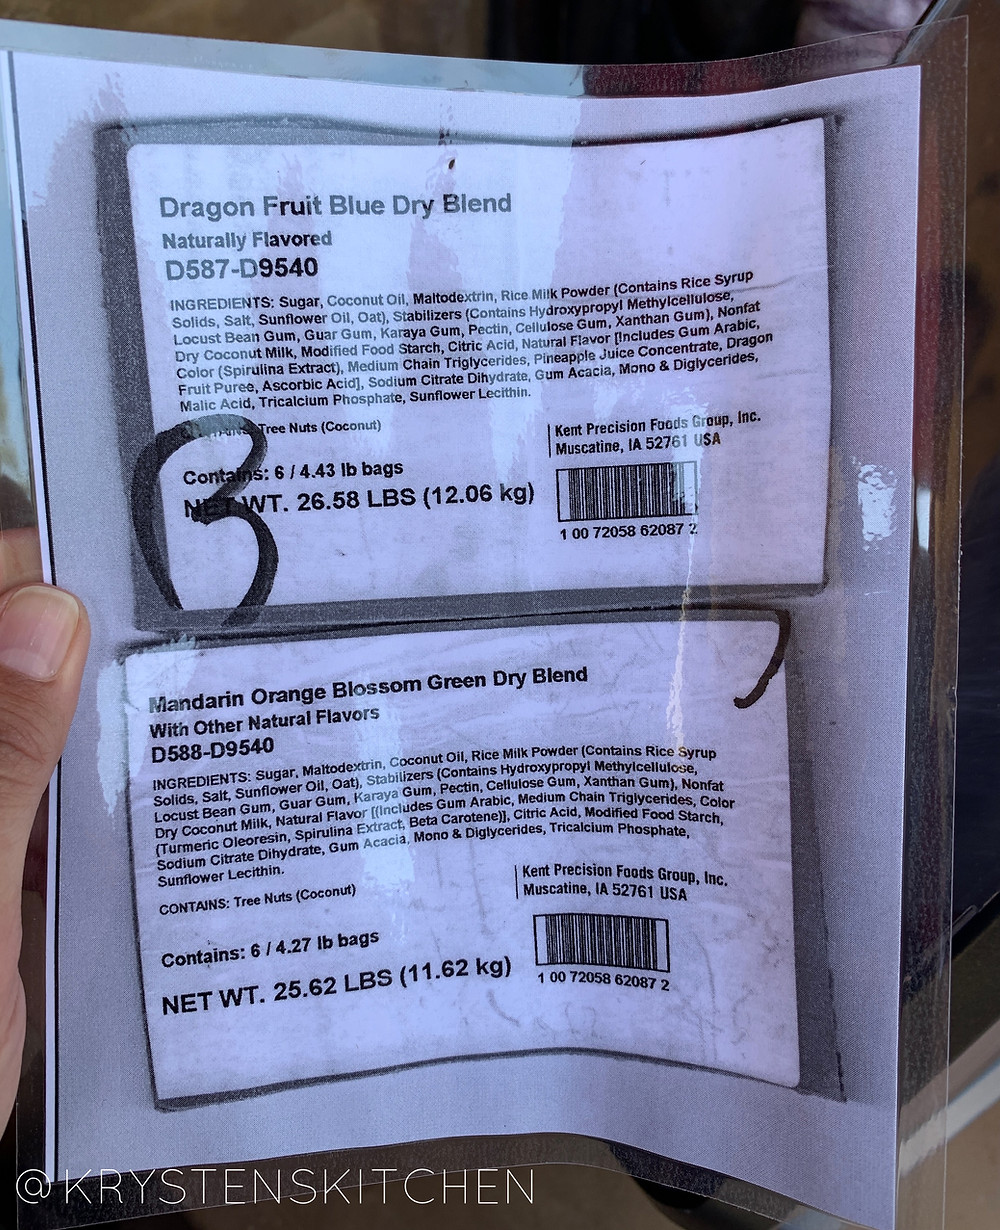 Dragon Fruit Blue Dry Blend
Naturally Flavored
D587-D9540
INGREDIENTS: Sugar, Coconut Oil, Maltodextrin, Rice Milk Powder (Contains Rice Syrup
Solids, Salt, Sunflower Oil, Oat), Stabilizers (Contains Hydroxypropyl Methylcellulose,
Locust Bean Gum, Guar Gum, Karaya Gum, Pectin, Cellulose Gum, Xanthan Gum), Nonfat
Dry Coconut Milk, Modified Food Starch, Citric Acid, Natural Flavor [Includes Gum Arabic,
Color (Spirulina Extract), Medium Chain Triglycerides, Pineapple Juice Concentrate, Dragon
Fruit Puree, Ascorbic Acid], Sodium Citrate Dihydrate, Gum Acacia, Mono & Diglycerides,
Malic Acid, Tricalcium Phosphate, Sunflower Lecithin.
Tree Nuts (Coconut)
Contains: 6 / 4.43 lb bags
NET WT. 26.58 LBS (12.06 kg)
Kent Precision Foods Group, Inc.
Muscatine, IA 52761 USA
1 00 72058 62087 2
Mandarin Orange Blossom Green Dry Blend
With Other Natural Flavors
D588-D9540
INGREDIENTS: Sugar, Maltodextrin, Coconut Oil, Rice Milk Powder (Contains Rice Syrup
Solids, Salt, Sunflower Oil, Oat), Stabilizers (Contains Hydroxypropyl Methylcellulose,
Locust Bean Gum, Guar Gum, Karaya Gum, Pectin, Cellulose Gum, Xanthan Gum), Nonfat
Dry Coconut Milk, Natural Flavor [(Includes Gum Arabic, Medium Chain Triglycerides, Color
(Turmeric Oleoresin, Spirulina Extract, Beta Carotene)], Citric Acid, Modified Food Starch,
Sodium Citrate Dihydrate, Gum Acacia, Mono & Diglycerides, Tricalcium Phosphate,
Sunflower Lecithin.
CONTAINS: Tree Nuts (Coconut)
Contains: 6 / 4.27 lb bags
NET WT. 25.62 LBS (11.62 kg)
Kent Precision Foods Group, Inc.
Muscatine, IA 52761 USA
1 00 72058 62087 2
@KRYSTENSKITCHEN